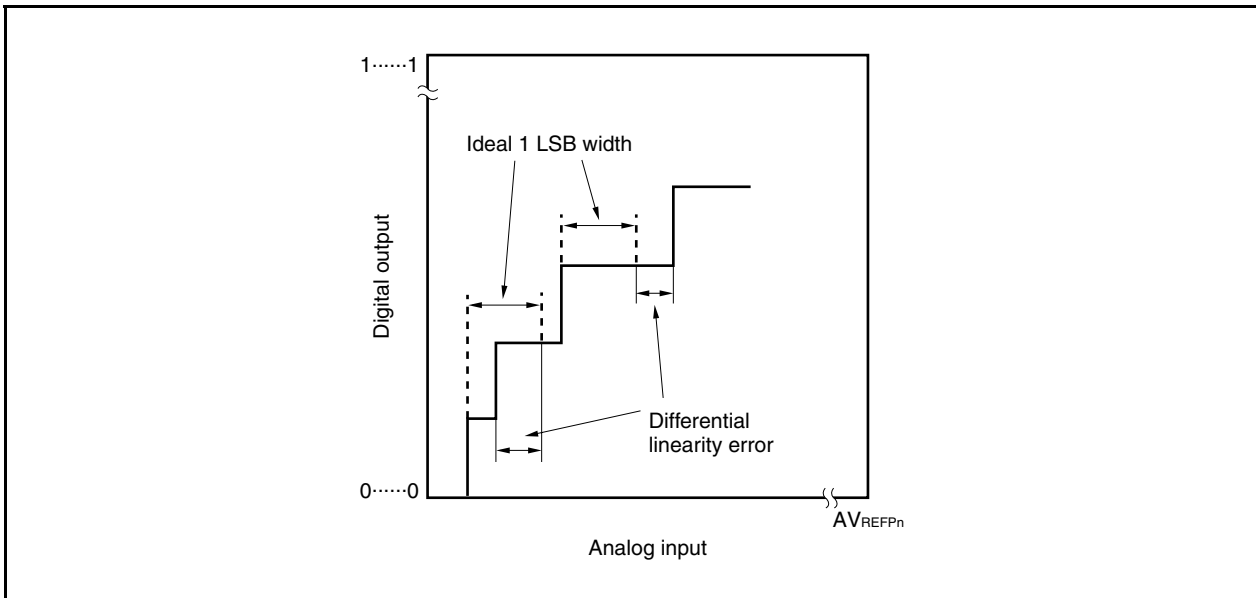 1······1
Ideal 1 LSB width
Digital output
Differential
linearity error
0······0
AVREFPn
Analog input